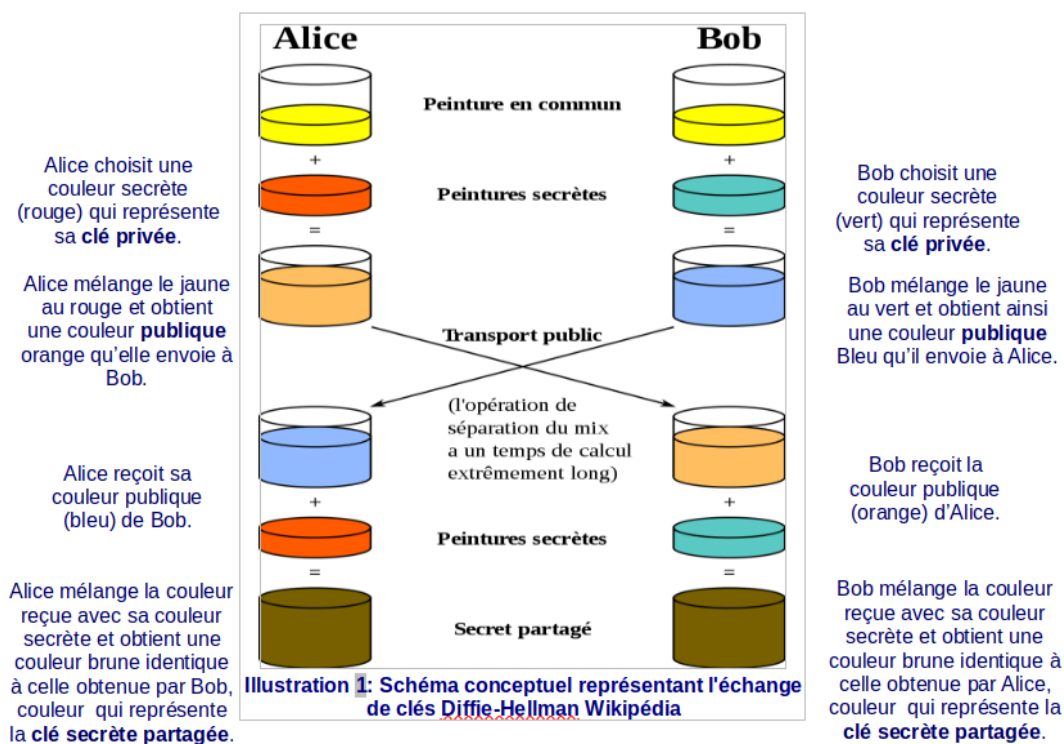 Alice
Bob
Peinture en commun
+
+
Alice choisit une
couleur secrète
(rouge) qui représente
sa clé privée.
Peintures secrètes
Bob choisit une
couleur secrète
(vert) qui représente
sa clé privée.
=
=
Alice mélange le jaune
au rouge et obtient
une couleur publique
orange qu'elle envoie à
Bob.
Bob mélange le jaune
au vert et obtient ainsi
une couleur publique
Bleu qu'il envoie à Alice.
Transport public
(l'opération de
séparation du mix
a un temps de calcul
extrêmement long)
Alice reçoit sa
couleur publique
(bleu) de Bob.
Bob reçoit la
couleur publique
(orange) d'Alice.
+
+
Peintures secrètes
=
=
Alice mélange la couleur
reçue avec sa couleur
secrète et obtient une
couleur brune identique
à celle obtenue par Bob,
couleur qui représente
la clé secrète partagée.
Secret partagé
Bob mélange la couleur
reçue avec sa couleur
secrète et obtient une
couleur brune identique à
celle obtenue par Alice,
couleur qui représente la
clé secrète partagée.
Illustration 1: Schéma conceptuel représentant l'échange
de clés Diffie-Hellman Wikipédia